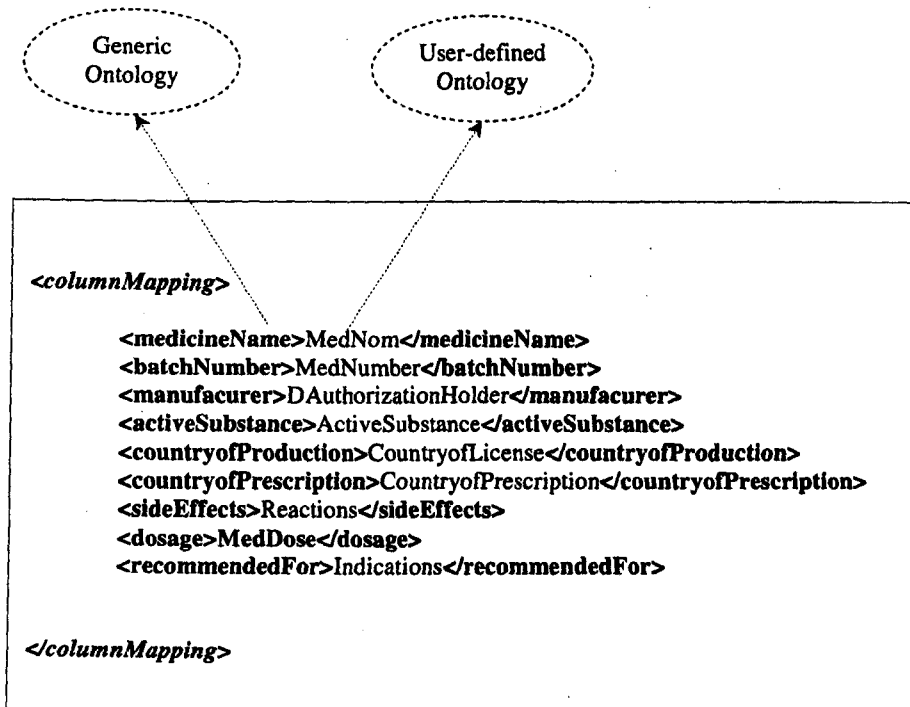 Generic
Ontology
User-defined
Ontology
<columnMapping>
<medicineName>MedNom</medicineName>
<batchNumber>MedNumber</batchNumber>
<manufacurer>DAuthorizationHolder</manufacurer>
<activeSubstance>ActiveSubstance</activeSubstance>
<countryofProduction>CountryofLicense</countryofProduction>
<countryofPrescription>CountryofPrescription</countryofPrescription>
<sideEffects>Reactions</sideEffects>
<dosage>MedDose</dosage>
<recommendedFor>Indications</recommendedFor>
</columnMapping>